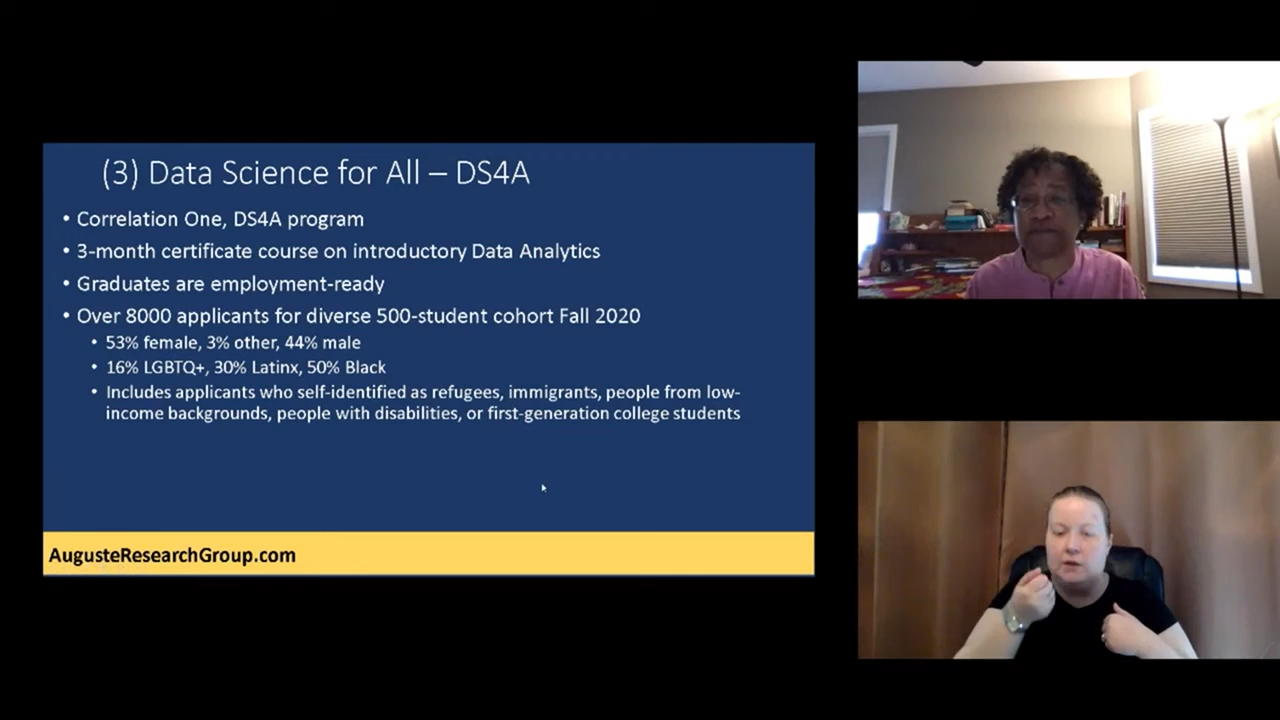 (3) Data Science for All – DS4A
• Correlation One, DS4A program
• 3-month certificate course on introductory Data Analytics
• Graduates are employment-ready
• Over 8000 applicants for diverse 500-student cohort Fall 2020
• 53% female, 3% other, 44% male
• 16% LGBTQ+, 30% Latinx, 50% Black
• Includes applicants who self-identified as refugees, immigrants, people from low-
income backgrounds, people with disabilities, or first-generation college students
AugusteResearchGroup.com